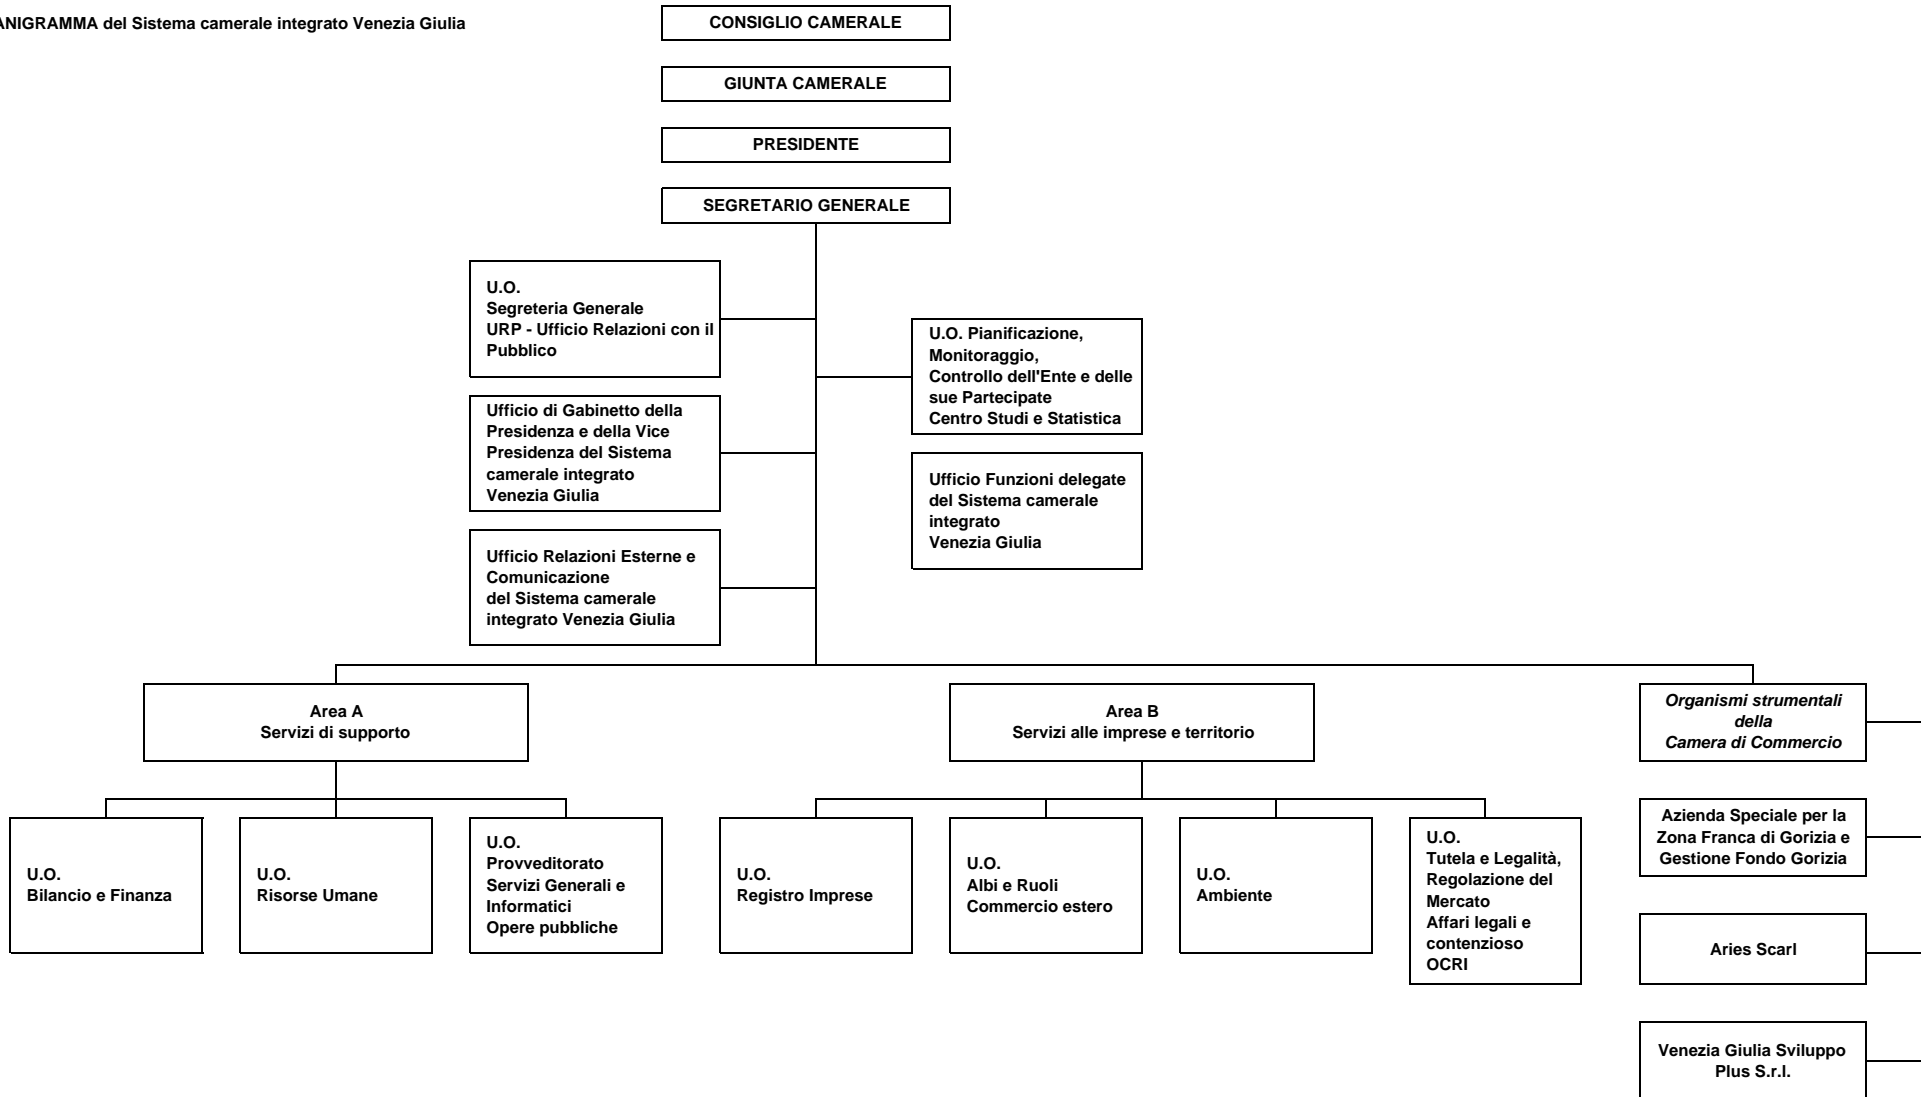 ANIGRAMMA del Sistema camerale integrato Venezia Giulia
CONSIGLIO CAMERALE
GIUNTA CAMERALE
PRESIDENTE
SEGRETARIO GENERALE
U.O.
Segreteria Generale
URP - Ufficio Relazioni con il
Pubblico
U.O. Pianificazione,
Monitoraggio,
Controllo dell'Ente e delle
sue Partecipate
Centro Studi e Statistica
Ufficio di Gabinetto della
Presidenza e della Vice
Presidenza del Sistema
camerale integrato
Venezia Giulia
Ufficio Funzioni delegate
del Sistema camerale
integrato
Venezia Giulia
Ufficio Relazioni Esterne e
Comunicazione
del Sistema camerale
integrato Venezia Giulia
Area A
Servizi di supporto
Area B
Servizi alle imprese e territorio
Organismi strumentali
della
Camera di Commercio
U.O.
Bilancio e Finanza
U.O.
Risorse Umane
U.O.
Provveditorato
Servizi Generali e
Informatici
Opere pubbliche
U.O.
Registro Imprese
U.O.
Albi e Ruoli
Commercio estero
U.O.
Ambiente
U.O.
Tutela e Legalità,
Regolazione del
Mercato
Affari legali e
contenzioso
OCRI
Azienda Speciale per la
Zona Franca di Gorizia e
Gestione Fondo Gorizia
Aries Scarl
Venezia Giulia Sviluppo
Plus S.r.l.